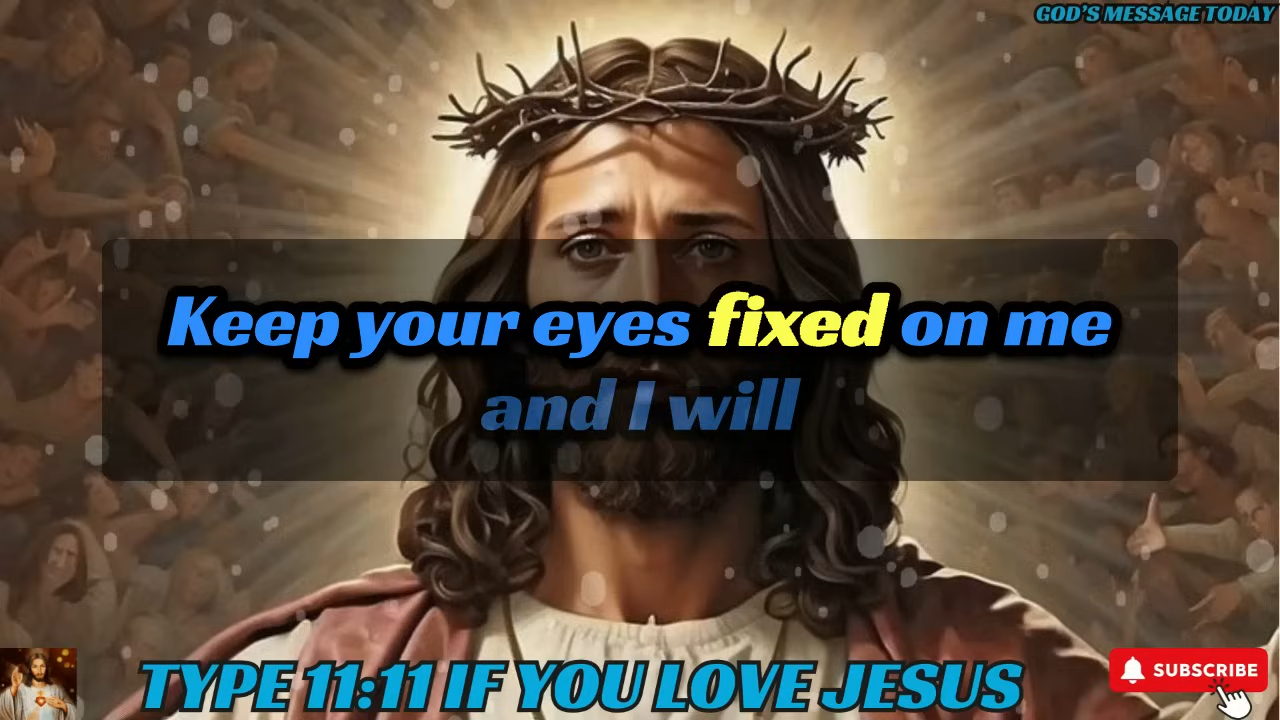 GOD'S MESSAGE TODAY
Keep your eyes fixed on me
and I will
TYPE 11:11 IF YOU LOVE JESUS
SUBSCRIBE